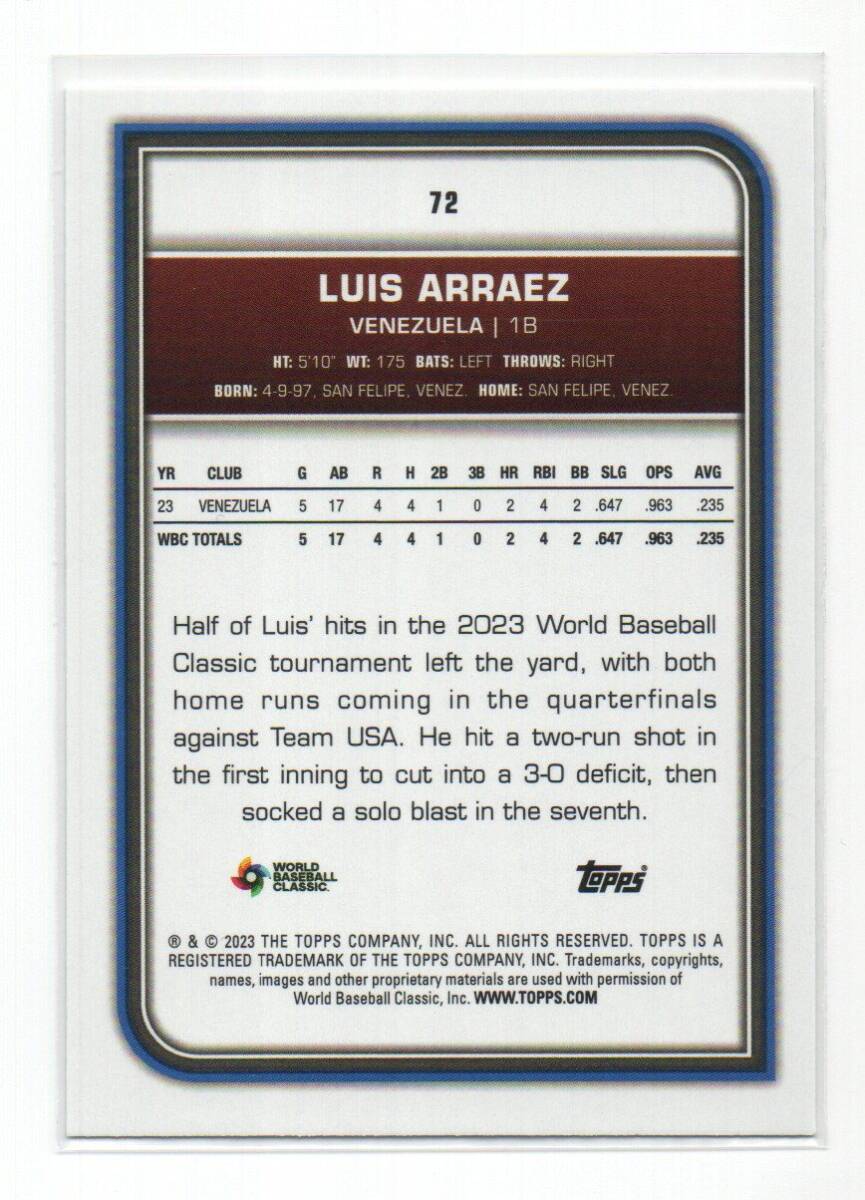 72
LUIS ARRAEZ
VENEZUELA | 1B
HT: 5'10" WT: 175 BATS: LEFT THROWS: RIGHT
BORN: 4-9-97, SAN FELIPE, VENEZ. HOME: SAN FELIPE, VENEZ.
YR CLUB G AB R H 2B 3B HR RBI BB SLG OPS AVG
23 VENEZUELA 5 17 4 4 1 0 2 4 2 .647 .963 .235
WBC TOTALS 5 17 4 4 1 0 2 4 2 .647 .963 .235
Half of Luis' hits in the 2023 World Baseball
Classic tournament left the yard, with both
home runs coming in the quarterfinals
against Team USA. He hit a two-run shot in
the first inning to cut into a 3-0 deficit, then
socked a solo blast in the seventh.
WORLD
BASEBALL
CLASSIC.
Topps®
® & © 2023 THE TOPPS COMPANY, INC. ALL RIGHTS RESERVED. TOPPS IS A
REGISTERED TRADEMARK OF THE TOPPS COMPANY, INC. Trademarks, copyrights,
names, images and other proprietary materials are used with permission of
World Baseball Classic, Inc. WWW.TOPPS.COM